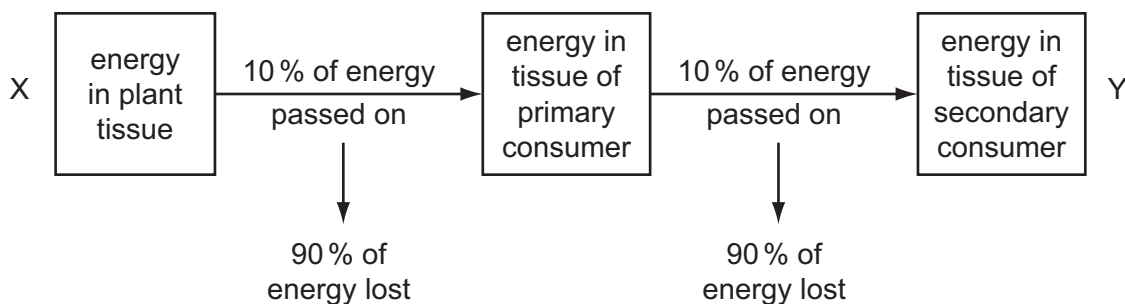 X
energy
in plant
tissue
10 % of energy
passed on
90 % of
energy lost
energy in
tissue of
primary
consumer
10 % of energy
passed on
90 % of
energy lost
energy in
tissue of
secondary
consumer
Y